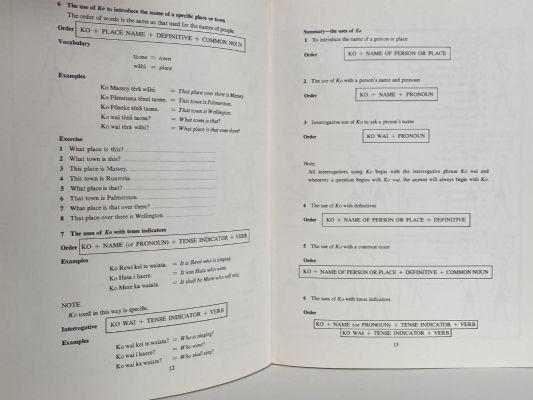 6 The use of Ko to introduce the name of a specific place or town
The order of words is the same as that used for the names of people.
Order KO + PLACE NAME + DEFINITIVE + COMMON NOUN
Vocabulary
taone = town
wāhi = place
Examples
Ko Massey tērā wāhi. = That place over there is Massey.
Ko Pāmutana tēnei taone. = This town is Palmerston.
Ko Pōneke tēnā taone. = That town is Wellington.
Ko wai tēnā taone? = What town is that?
Ko wai tērā wāhi? = What place is that over there?
Exercise
1 What place is this?
2 What town is this?
3 This place is Massey.
4 This town is Ruatoria.
5 What place is that?
6 That town is Palmerston.
7 What place is that over there?
8 That place over there is Wellington.
7 The uses of Ko with tense indicators
Order KO + NAME (or PRONOUN) + TENSE INDICATOR + VERB
Examples
Ko Rewi kei te waiata. = It is Rewi who is singing.
Ko Hata i haere. = It was Hata who went.
Ko Mere ka waiata. = It shall be Mere who will sing.
NOTE
Ko used in this way is specific.
Interrogative KO WAI + TENSE INDICATOR + VERB
Examples
Ko wai kei te waiata? = Who is singing?
Ko wai i haere? = Who went?
Ko wai ka waiata? = Who shall sing?
12
Summary—the uses of Ko
1 To introduce the name of a person or place
Order KO + NAME OF PERSON OR PLACE
2 The use of Ko with a person's name and pronoun
Order KO + NAME + PRONOUN
3 Interrogative use of Ko to ask a person's name
Order KO WAI + PRONOUN
Note:
All interrogatives using Ko begin with the interrogative phrase Ko wai and
whenever a question begins with Ko wai, the answer will always begin with Ko.
4 The use of Ko with definitives
Order KO + NAME OF PERSON OR PLACE + DEFINITIVE
5 The use of Ko with a common noun
Order
KO + NAME OF PERSON OR PLACE + DEFINITIVE + COMMON NOUN
6 The uses of Ko with tense indicators
Order
KO + NAME (or PRONOUN) + TENSE INDICATOR + VERB
KO WAI + TENSE INDICATOR + VERB
13